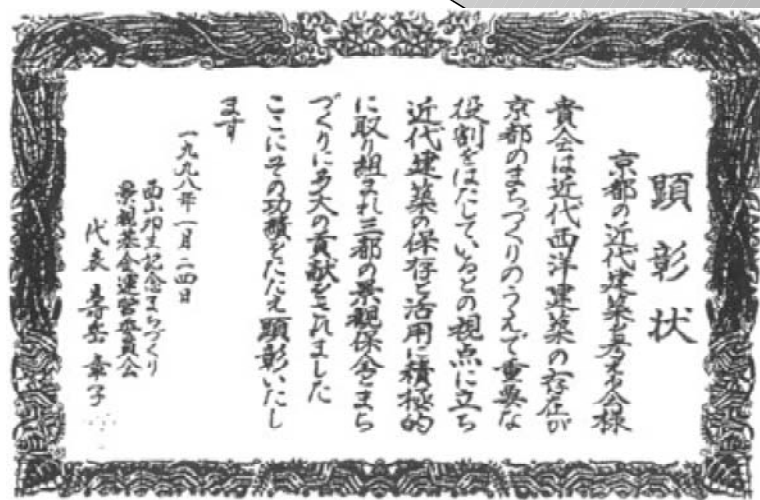 顕彰状
京都の近代建築を考える会様
貴会は近代西洋建築の存在が
京都のまちづくりのうえで重要な
役割をはたしているとの視点に立ち
近代建築の保存と活用に積極的
に取り組まれ京都の景観保全とまち
づくりに多大の貢献をされました
ここにその功績をたたえ顕彰いたし
ます
一九九八年一月二四日
西山夘三記念まちづくり
景観基金運営委員会
代表 寿岳章子